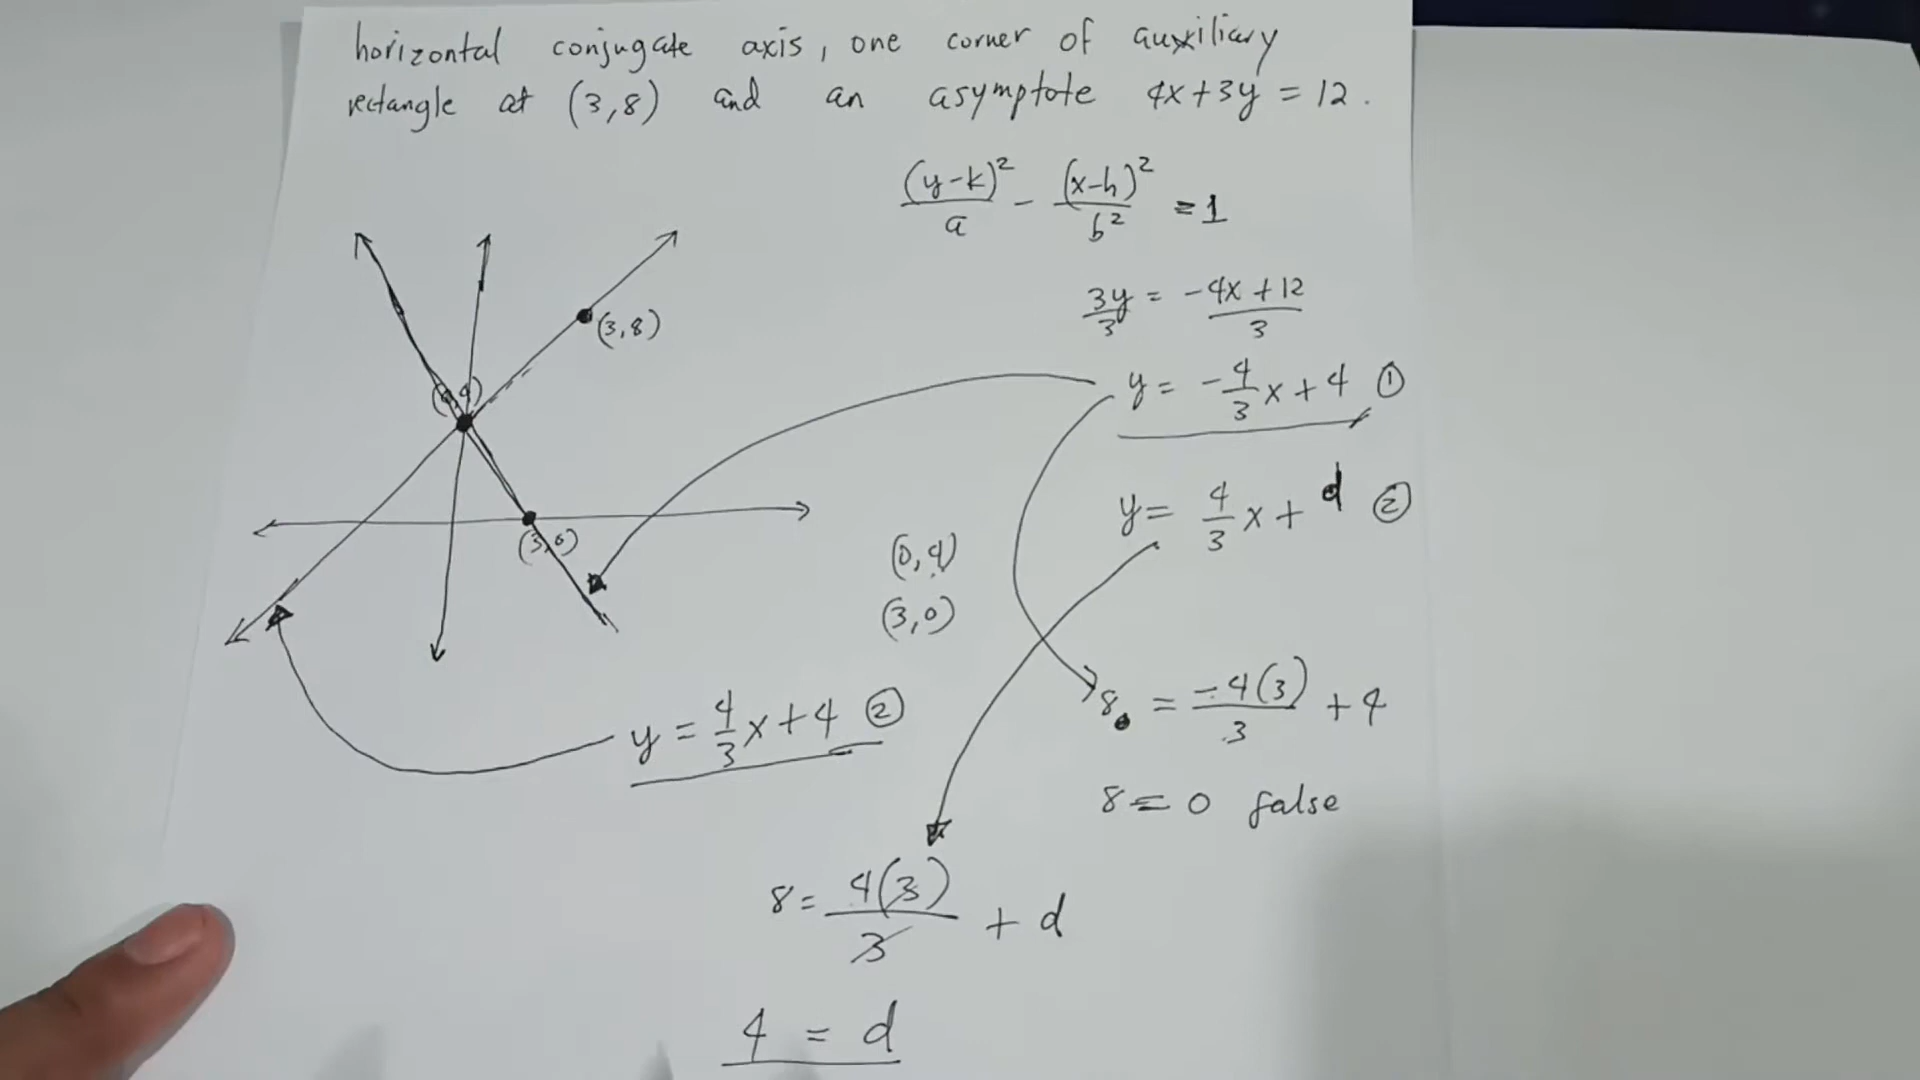 horizontal conjugate axis, one corner of auxiliary
rectangle at (3,8) and an asymptote 4x+3y = 12.
(y-k)²/a - (x-h)²/b² = 1
3y/3 = -4x+12/3
(3,8)
(0,4)
y = -4/3 x + 4 ①
y = 4/3 x + d ②
(3,0)
(0,4)
(3,0)
8 = -4(3)/3 + 4
y = 4/3 x + 4 ②
8 = 0 false
8 = 4(3)/3 + d
4 = d